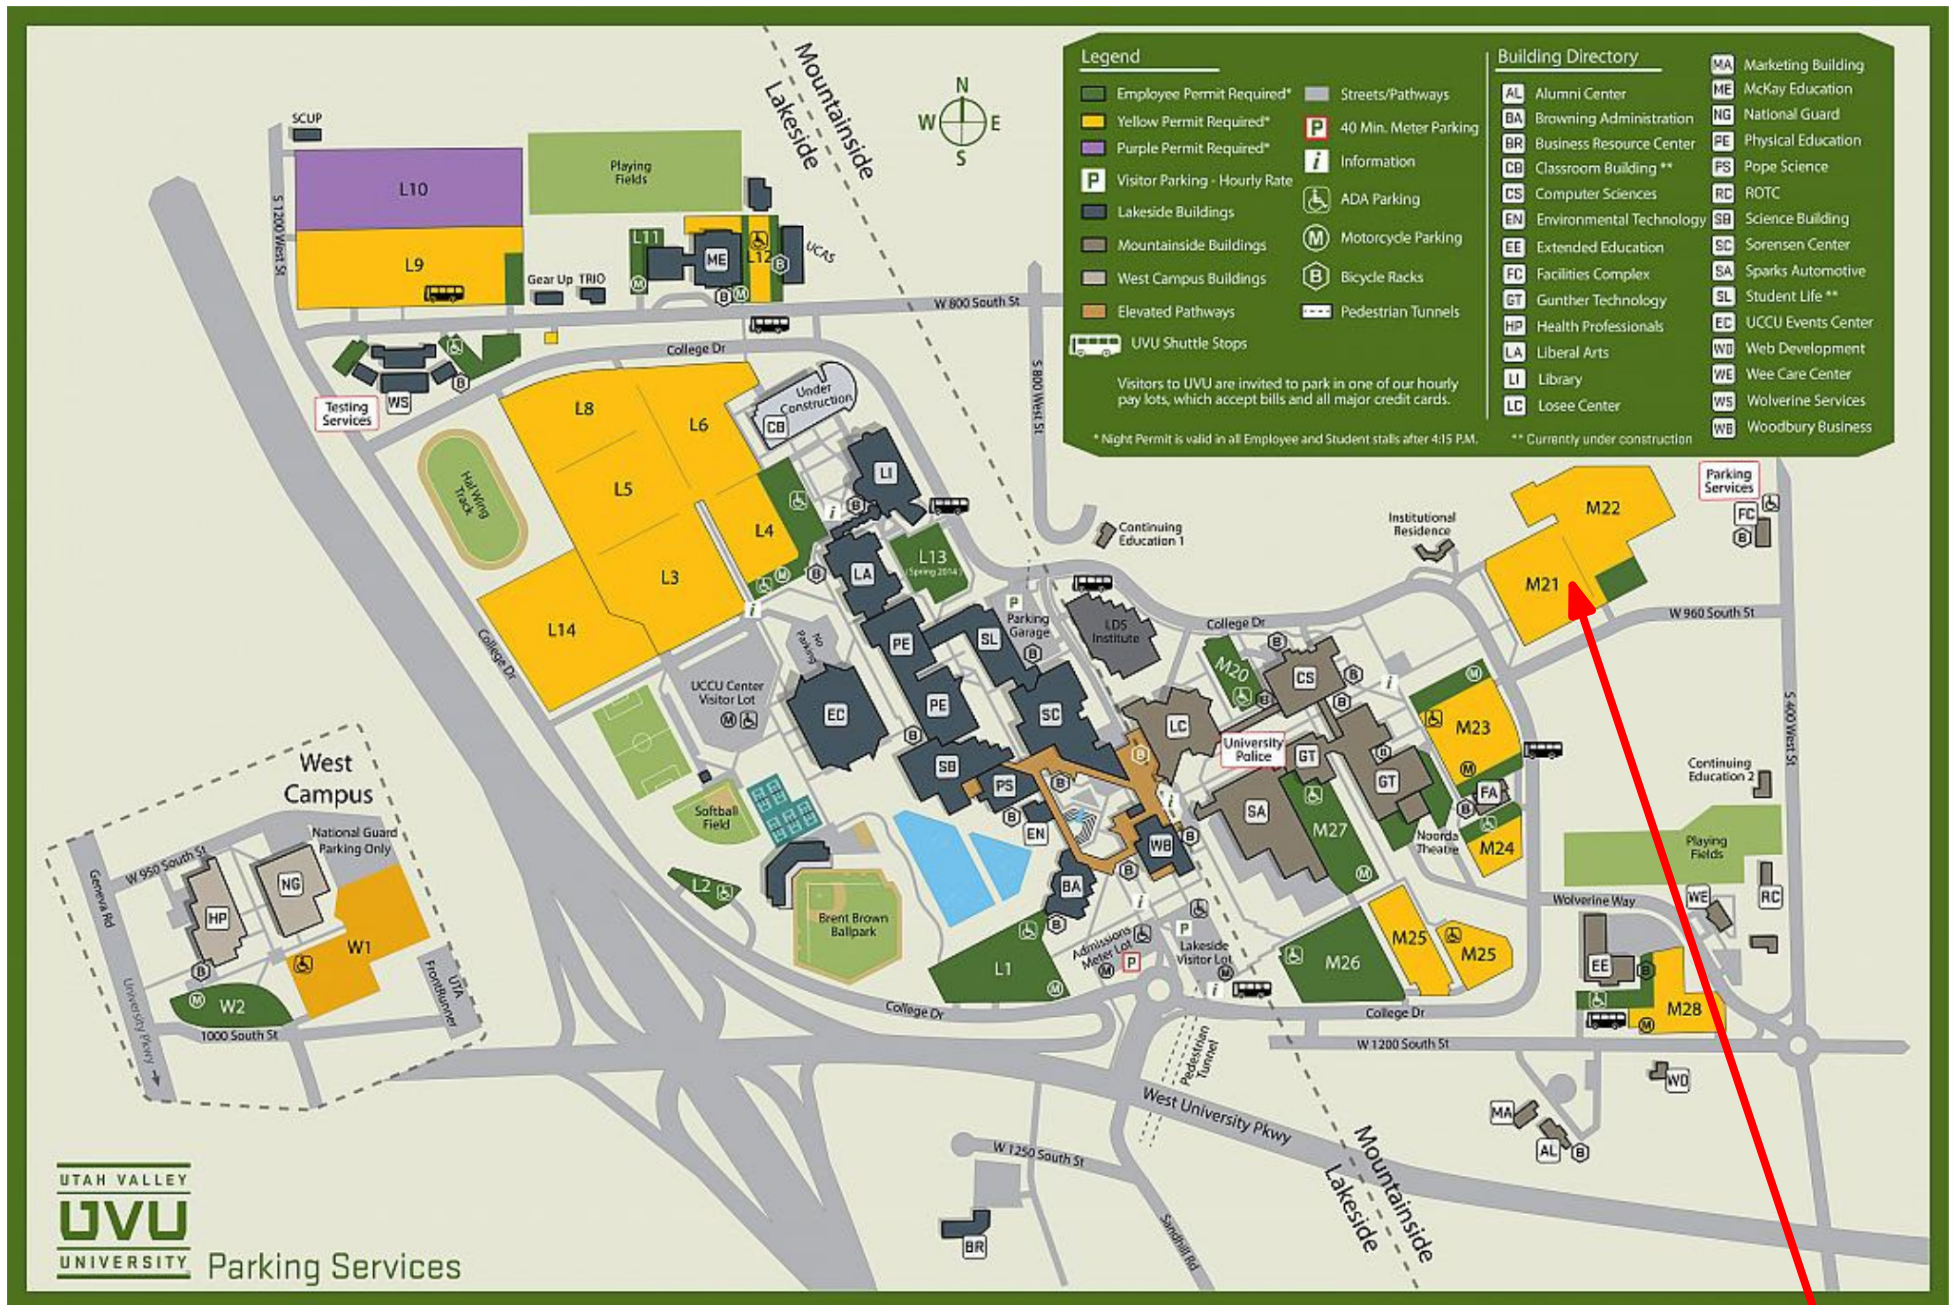 Mountainside
Lakeside
N
W E
S
Legend
Employee Permit Required*
Yellow Permit Required*
Purple Permit Required*
P Visitor Parking - Hourly Rate
Lakeside Buildings
Mountainside Buildings
West Campus Buildings
Elevated Pathways
UVU Shuttle Stops
Streets/Pathways
P 40 Min. Meter Parking
i Information
ADA Parking
M Motorcycle Parking
B Bicycle Racks
Pedestrian Tunnels
Visitors to UVU are invited to park in one of our hourly
pay lots, which accept bills and all major credit cards.
* Night Permit is valid in all Employee and Student stalls after 4:15 P.M.
Building Directory
AL Alumni Center
BA Browning Administration
BR Business Resource Center
CB Classroom Building **
CS Computer Sciences
EN Environmental Technology
EE Extended Education
FC Facilities Complex
GT Gunther Technology
HP Health Professionals
LA Liberal Arts
LI Library
LC Losee Center
MA Marketing Building
ME McKay Education
NG National Guard
PE Physical Education
PS Pope Science
RC ROTC
SB Science Building
SC Sorensen Center
SA Sparks Automotive
SL Student Life **
EC UCCU Events Center
WD Web Development
WE Wee Care Center
WS Wolverine Services
WB Woodbury Business
** Currently under construction
SCUP
L10
L9
S 1200 West St
Playing
Fields
L11
ME
L12
UCAS
Gear Up TRIO
M
B
M
B
W 800 South St
College Dr
WS
B
Testing
Services
L8
L6
L5
L4
L3
L14
Under
Construction
CB
Hal Wing
Track
LI
B
i
LA
B
M
i
L13
(Spring 2014)
S 800 West St
Continuing
Education 1
Institutional
Residence
M22
M21
Parking
Services
FC
B
W 960 South St
S 400 West St
College Dr
No
Parking
UCCU Center
Visitor Lot
M
EC
PE
PE
SL
P
Parking
Garage
B
LDS
Institute
College Dr
M20
B
CS
B
B
B
i
SC
LC
University
Police
GT
GT
B
M
M23
M
FA
B
M24
Noorda
Theatre
SA
M27
M
B
SB
PS
B
EN
B
B
i
WB
B
B
BA
B
Softball
Field
L2
Brent Brown
Ballpark
L1
M
College Dr
i
Admissions
Meter Lot
M
P
P
Lakeside
Visitor Lot
M
i
M26
M25
M25
College Dr
Continuing
Education 2
Playing
Fields
Wolverine Way
WE
RC
EE
B
M28
M
W 1200 South St
WD
MA
AL
B
West
Campus
National Guard
Parking Only
W 950 South St
Geneva Rd
HP
NG
W1
B
M
W2
1000 South St
University Pkwy
UTA
FrontRunner
Pedestrian
Tunnel
West University Pkwy
W 1250 South St
BR
Sandhill Rd
Mountainside
Lakeside
UTAH VALLEY
UVU
UNIVERSITY
Parking Services